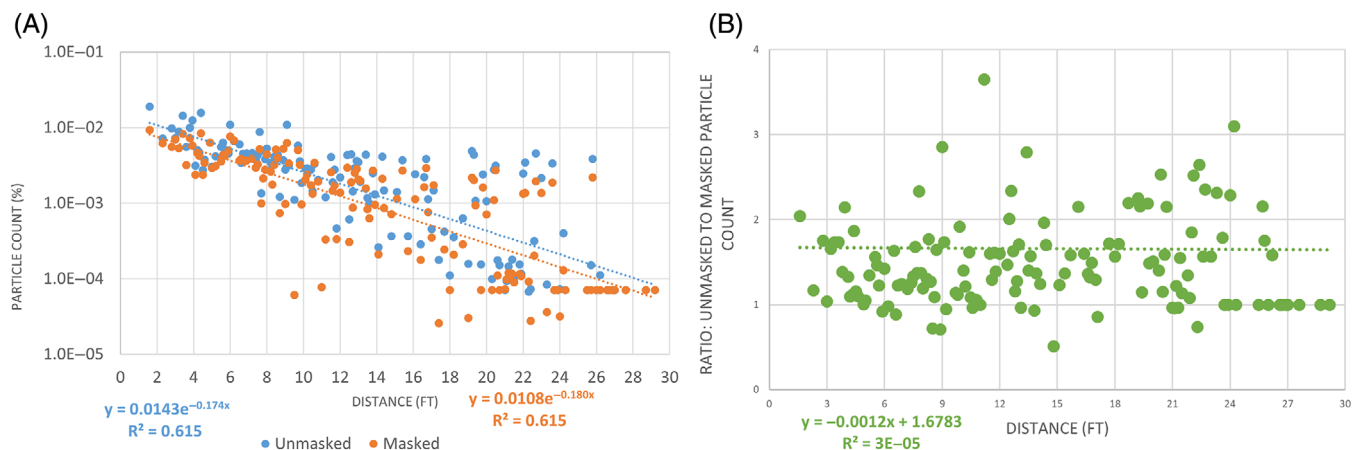 (A)
PARTICLE COUNT (%)
1.0E−01
1.0E−02
1.0E−03
1.0E−04
1.0E−05
0 2 4 6 8 10 12 14 16 18 20 22 24 26 28 30
DISTANCE (FT)
y = 0.0143e^−0.174x
R² = 0.615
y = 0.0108e^−0.180x
R² = 0.615
Unmasked Masked
(B)
RATIO: UNMASKED TO MASKED PARTICLE
COUNT
4
3
2
1
0
0 3 6 9 12 15 18 21 24 27 30
DISTANCE (FT)
y = −0.0012x + 1.6783
R² = 3E−05